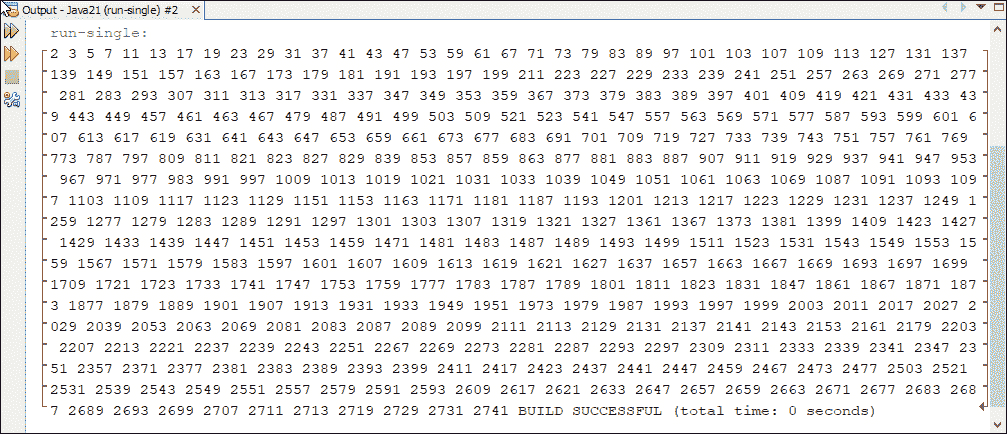 Output - Java21 (run-single) #2
run-single:
2 3 5 7 11 13 17 19 23 29 31 37 41 43 47 53 59 61 67 71 73 79 83 89 97 101 103 107 109 113 127 131 137
139 149 151 157 163 167 173 179 181 191 193 197 199 211 223 227 229 233 239 241 251 257 263 269 271 277
281 283 293 307 311 313 317 331 337 347 349 353 359 367 373 379 383 389 397 401 409 419 421 431 433 43
9 443 449 457 461 463 467 479 487 491 499 503 509 521 523 541 547 557 563 569 571 577 587 593 599 601 6
07 613 617 619 631 641 643 647 653 659 661 673 677 683 691 701 709 719 727 733 739 743 751 757 761 769
773 787 797 809 811 821 823 827 829 839 853 857 859 863 877 881 883 887 907 911 919 929 937 941 947 953
967 971 977 983 991 997 1009 1013 1019 1021 1031 1033 1039 1049 1051 1061 1063 1069 1087 1091 1093 109
7 1103 1109 1117 1123 1129 1151 1153 1163 1171 1181 1187 1193 1201 1213 1217 1223 1229 1231 1237 1249 1
259 1277 1279 1283 1289 1291 1297 1301 1303 1307 1319 1321 1327 1361 1367 1373 1381 1399 1409 1423 1427
1429 1433 1439 1447 1451 1453 1459 1471 1481 1483 1487 1489 1493 1499 1511 1523 1531 1543 1549 1553 15
59 1567 1571 1579 1583 1597 1601 1607 1609 1613 1619 1621 1627 1637 1657 1663 1667 1669 1693 1697 1699
1709 1721 1723 1733 1741 1747 1753 1759 1777 1783 1787 1789 1801 1811 1823 1831 1847 1861 1867 1871 187
3 1877 1879 1889 1901 1907 1913 1931 1933 1949 1951 1973 1979 1987 1993 1997 1999 2003 2011 2017 2027 2
029 2039 2053 2063 2069 2081 2083 2087 2089 2099 2111 2113 2129 2131 2137 2141 2143 2153 2161 2179 2203
2207 2213 2221 2237 2239 2243 2251 2267 2269 2273 2281 2287 2293 2297 2309 2311 2333 2339 2341 2347 23
51 2357 2371 2377 2381 2383 2389 2393 2399 2411 2417 2423 2437 2441 2447 2459 2467 2473 2477 2503 2521
2531 2539 2543 2549 2551 2557 2579 2591 2593 2609 2617 2621 2633 2647 2657 2659 2663 2671 2677 2683 268
7 2689 2693 2699 2707 2711 2713 2719 2729 2731 2741 BUILD SUCCESSFUL (total time: 0 seconds)